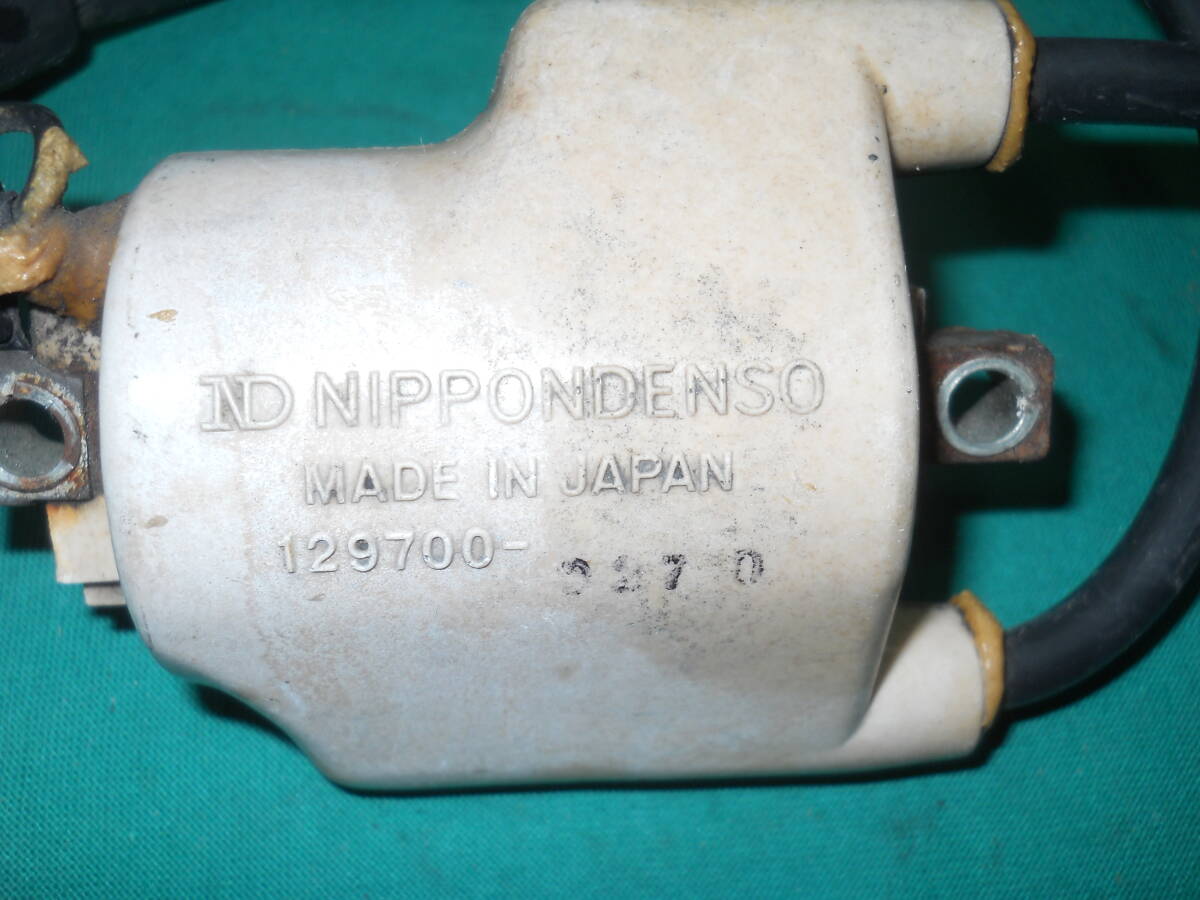 ND NIPPONDENSO
MADE IN JAPAN
129700-